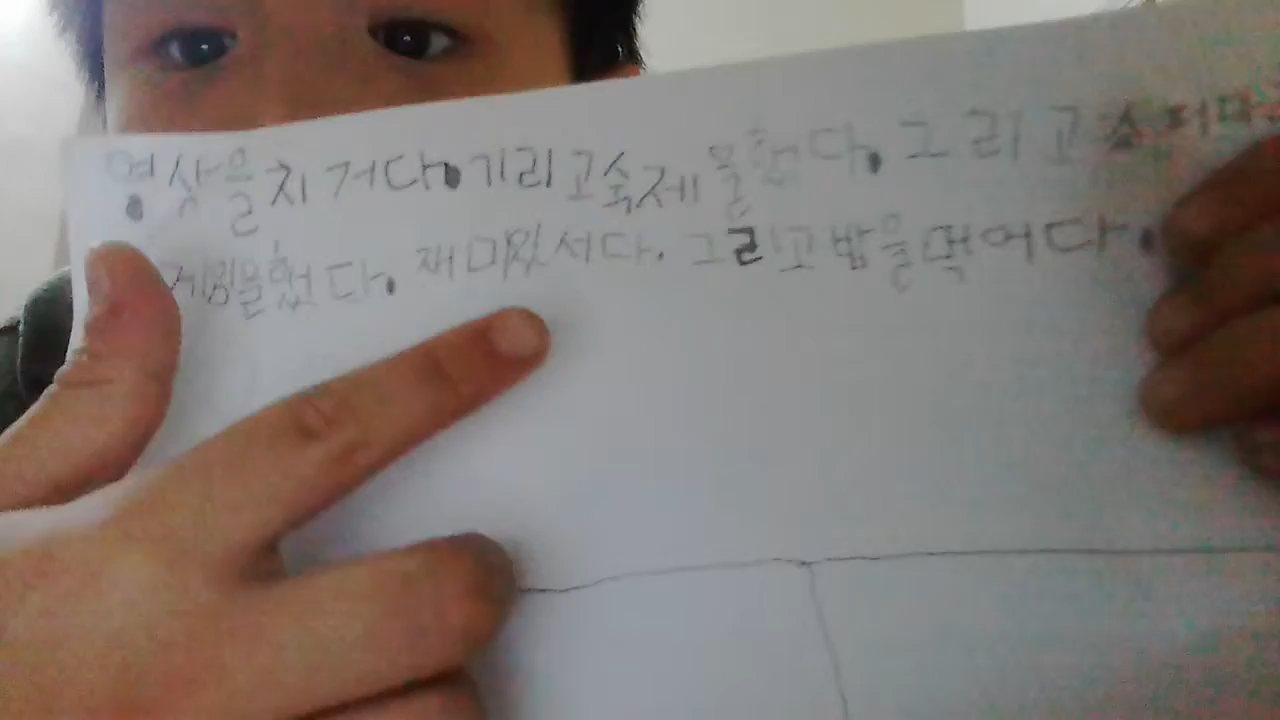 영상을 치거다. 기리고 숙제을 했다. 그리고
게임을 했다. 재미있서다. 그리고 밥을 먹어다.